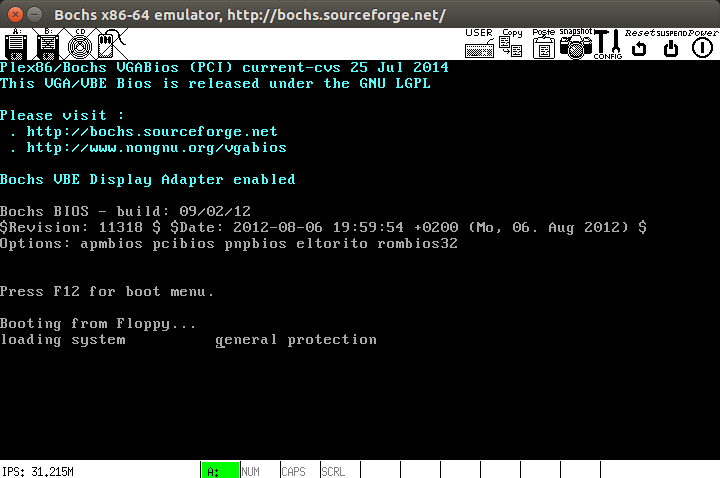 Bochs x86-64 emulator, http://bochs.sourceforge.net/
A: B: CD USER Copy Paste snapshot CONFIG Reset SUSPEND Power
Plex86/Bochs VGABios (PCI) current-cvs 25 Jul 2014
This VGA/VBE Bios is released under the GNU LGPL
Please visit :
. http://bochs.sourceforge.net
. http://www.nongnu.org/vgabios
Bochs VBE Display Adapter enabled
Bochs BIOS - build: 09/02/12
$Revision: 11318 $ $Date: 2012-08-06 19:59:54 +0200 (Mo, 06. Aug 2012) $
Options: apmbios pcibios pnpbios eltorito rombios32
Press F12 for boot menu.
Booting from Floppy...
loading system general protection
IPS: 31.215M A: NUM CAPS SCRL